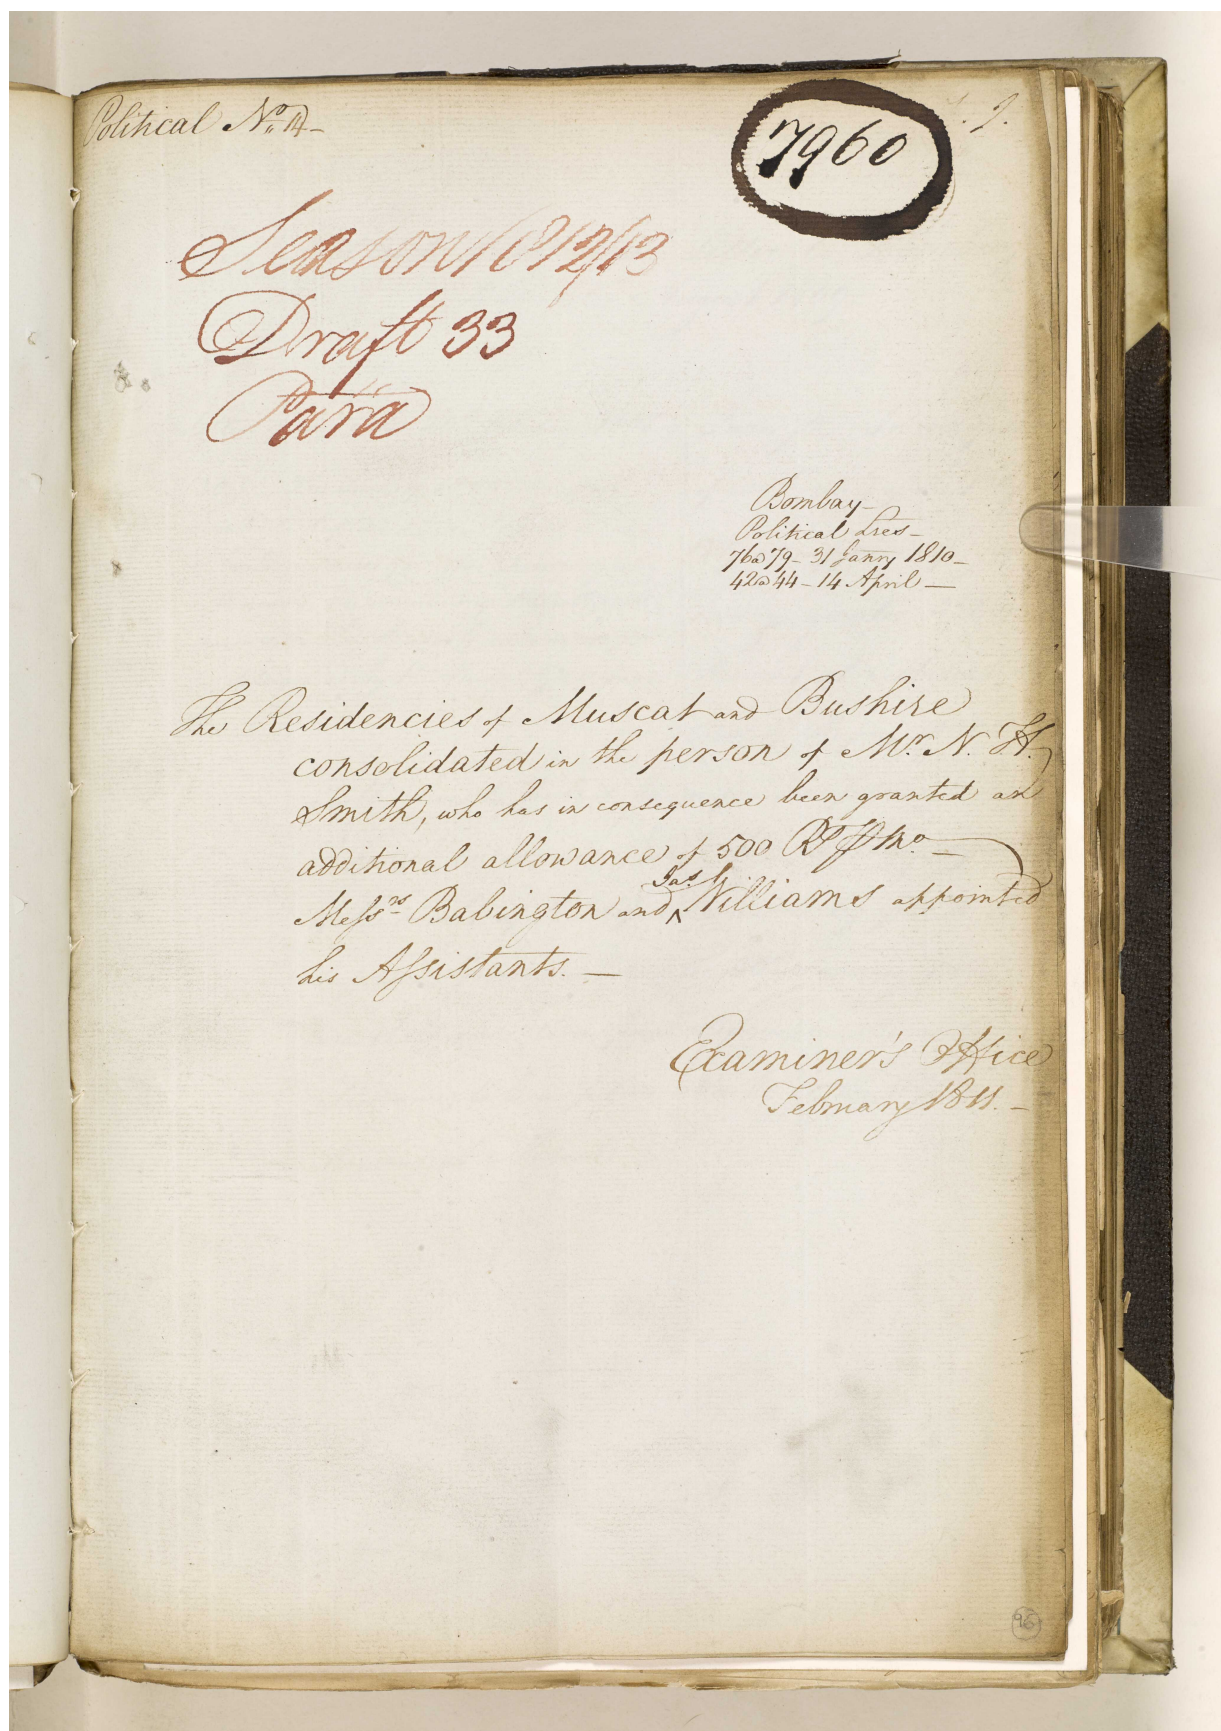 Political No. 14-
7960
Season 1812/13
Draft 33
Para
Bombay
Political Lres-
76 a 79 - 31 Janry 1810-
42 a 44 - 14 April -
The Residencies of Muscat and Bushire
consolidated in the person of Mr. N. H.
Smith, who has in consequence been granted an
additional allowance of 500 Rs p mo. -
Jas.
Messrs Babington and ^ Williams appointed
his Assistants. -
Examiner's Office
February 1811. -
96